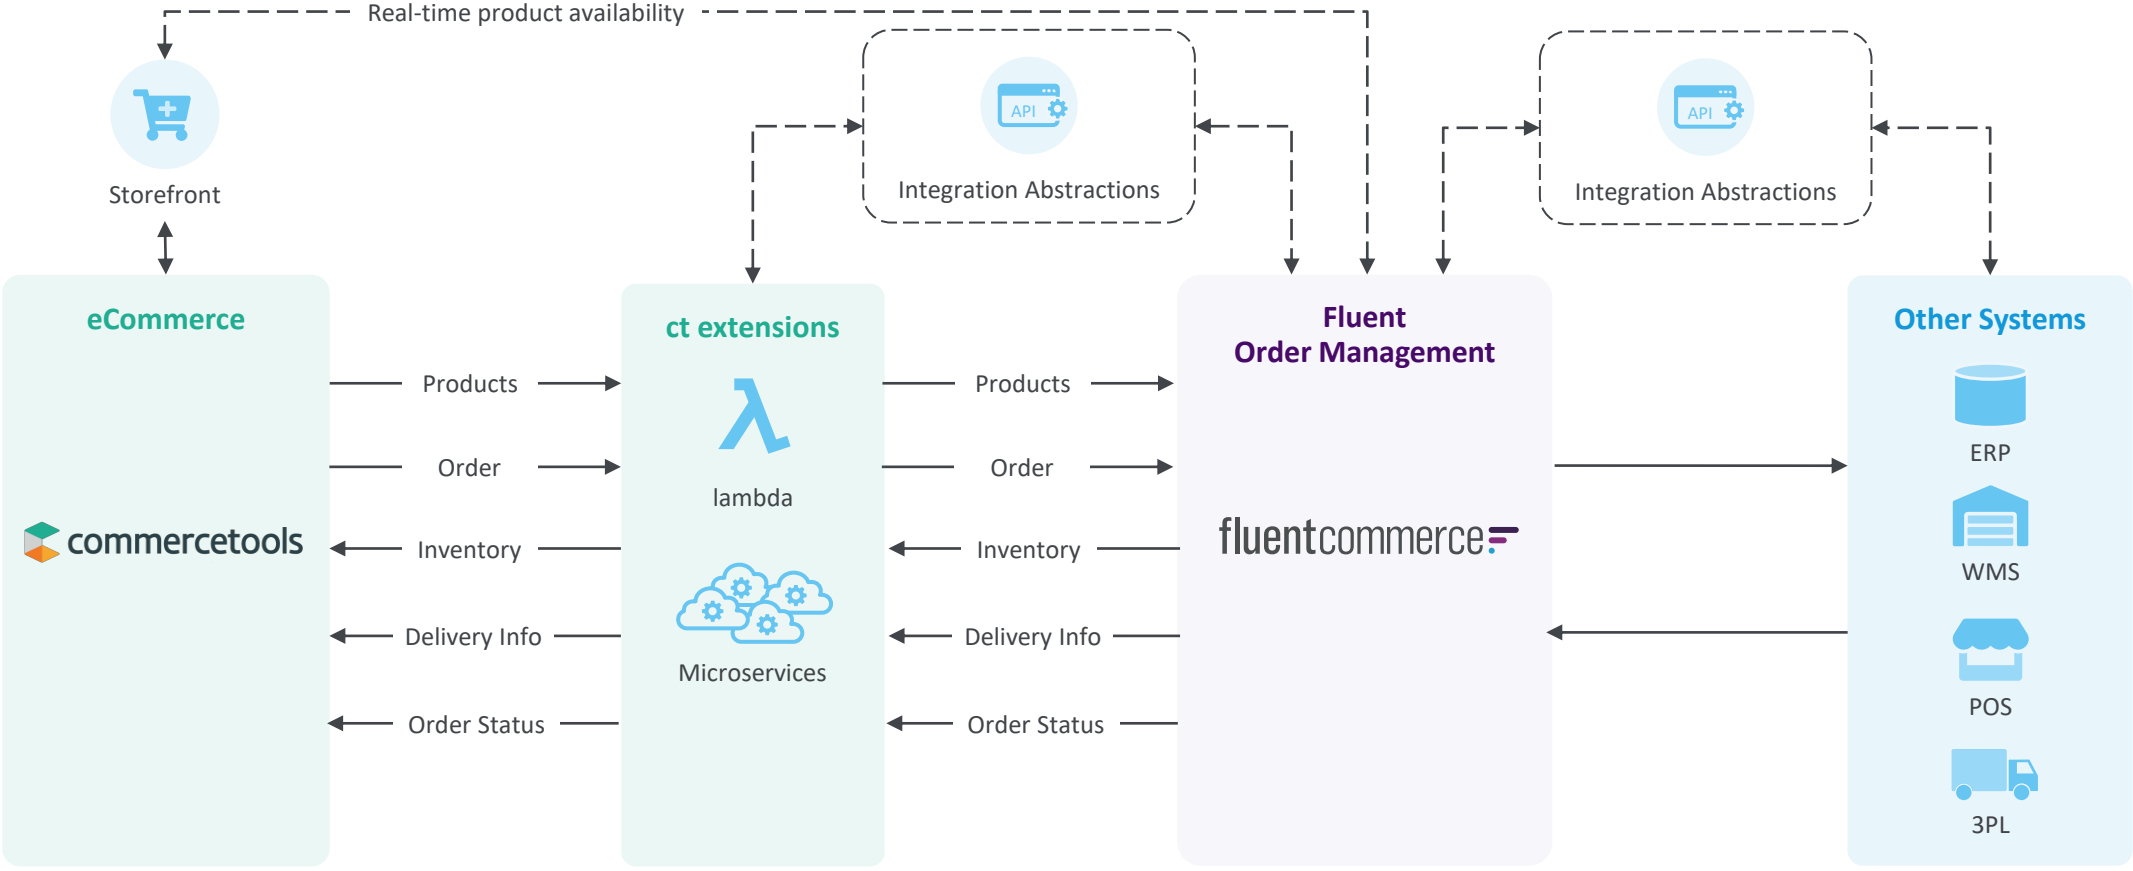 Real-time product availability
API
Integration Abstractions
API
Integration Abstractions
Storefront
eCommerce
commercetools
Products
Order
Inventory
Delivery Info
Order Status
ct extensions
lambda
Microservices
Products
Order
Inventory
Delivery Info
Order Status
Fluent
Order Management
fluentcommerce
Other Systems
ERP
WMS
POS
3PL